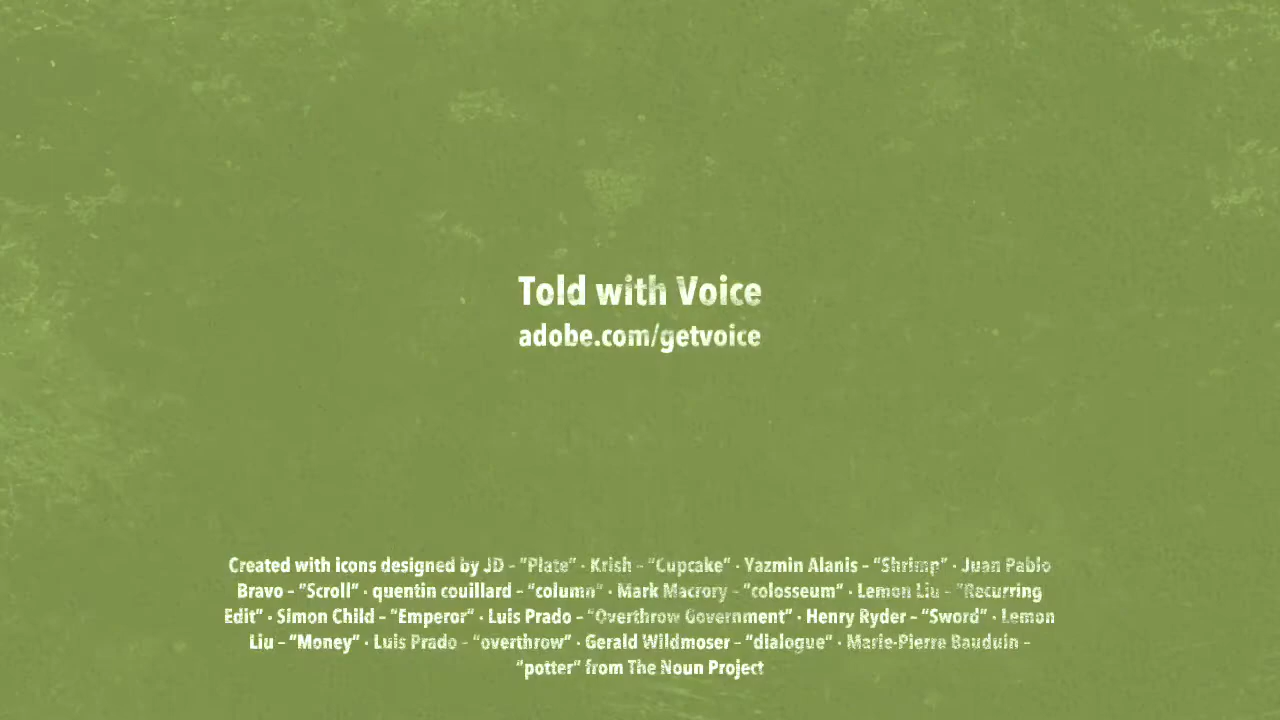 Told with Voice
adobe.com/getvoice
Created with icons designed by JD - "Plate" · Krish - "Cupcake" · Yazmin Alanis - "Shrimp" · Juan Pablo
Bravo - "Scroll" · quentin couillard - "column" · Mark Macrory - "colosseum" · Lemon Liu - "Recurring
Edit" · Simon Child - "Emperor" · Luis Prado - "Overthrow Government" · Henry Ryder - "Sword" · Lemon
Liu - "Money" · Luis Prado - "overthrow" · Gerald Wildmoser - "dialogue" · Marie-Pierre Bauduin -
"potter" from The Noun Project